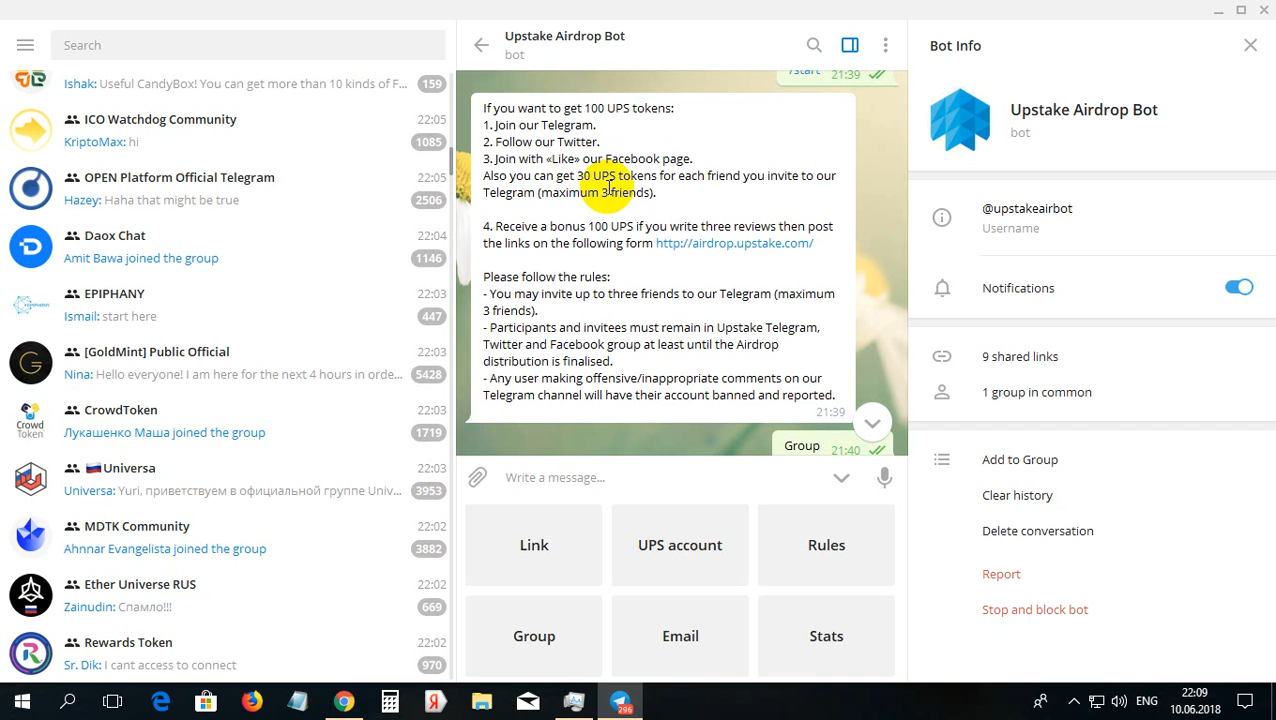 Search
Ishak: Useful CandyBox! You can get more than 10 kinds of F...
159
ICO Watchdog Community
22:05
KriptoMax: hi
1085
OPEN Platform Official Telegram
22:05
Hazey: Haha that might be true
2506
Daox Chat
22:04
Amit Bawa joined the group
1146
EPIPHANY
22:03
Ismail: start here
447
[GoldMint] Public Official
22:03
Nina: Hello everyone! I am here for the next 4 hours in orde...
5428
CrowdToken
22:03
Лукашенко Маша joined the group
1719
Crowd
Token
Universa
22:03
Universa: Yuri, приветствуем в официальной группе Univ...
3953
MDTK Community
22:02
Ahnnar Evangelista joined the group
3882
Ether Universe RUS
22:02
Zainudin: Спамло!!!
669
Rewards Token
22:02
Sr. Dik: I cant access to connect
970
Upstake Airdrop Bot
bot
/start
21:39
If you want to get 100 UPS tokens:
1. Join our Telegram.
2. Follow our Twitter.
3. Join with «Like» our Facebook page.
Also you can get 30 UPS tokens for each friend you invite to our
Telegram (maximum 3 friends).
4. Receive a bonus 100 UPS if you write three reviews then post
the links on the following form http://airdrop.upstake.com/
Please follow the rules:
- You may invite up to three friends to our Telegram (maximum
3 friends).
- Participants and invitees must remain in Upstake Telegram,
Twitter and Facebook group at least until the Airdrop
distribution is finalised.
- Any user making offensive/inappropriate comments on our
Telegram channel will have their account banned and reported.
21:39
Group
21:40
Write a message...
Link
UPS account
Rules
Group
Email
Stats
Bot Info
Upstake Airdrop Bot
bot
@upstakeairbot
Username
Notifications
9 shared links
1 group in common
Add to Group
Clear history
Delete conversation
Report
Stop and block bot
Я
296
ENG
22:09
10.06.2018